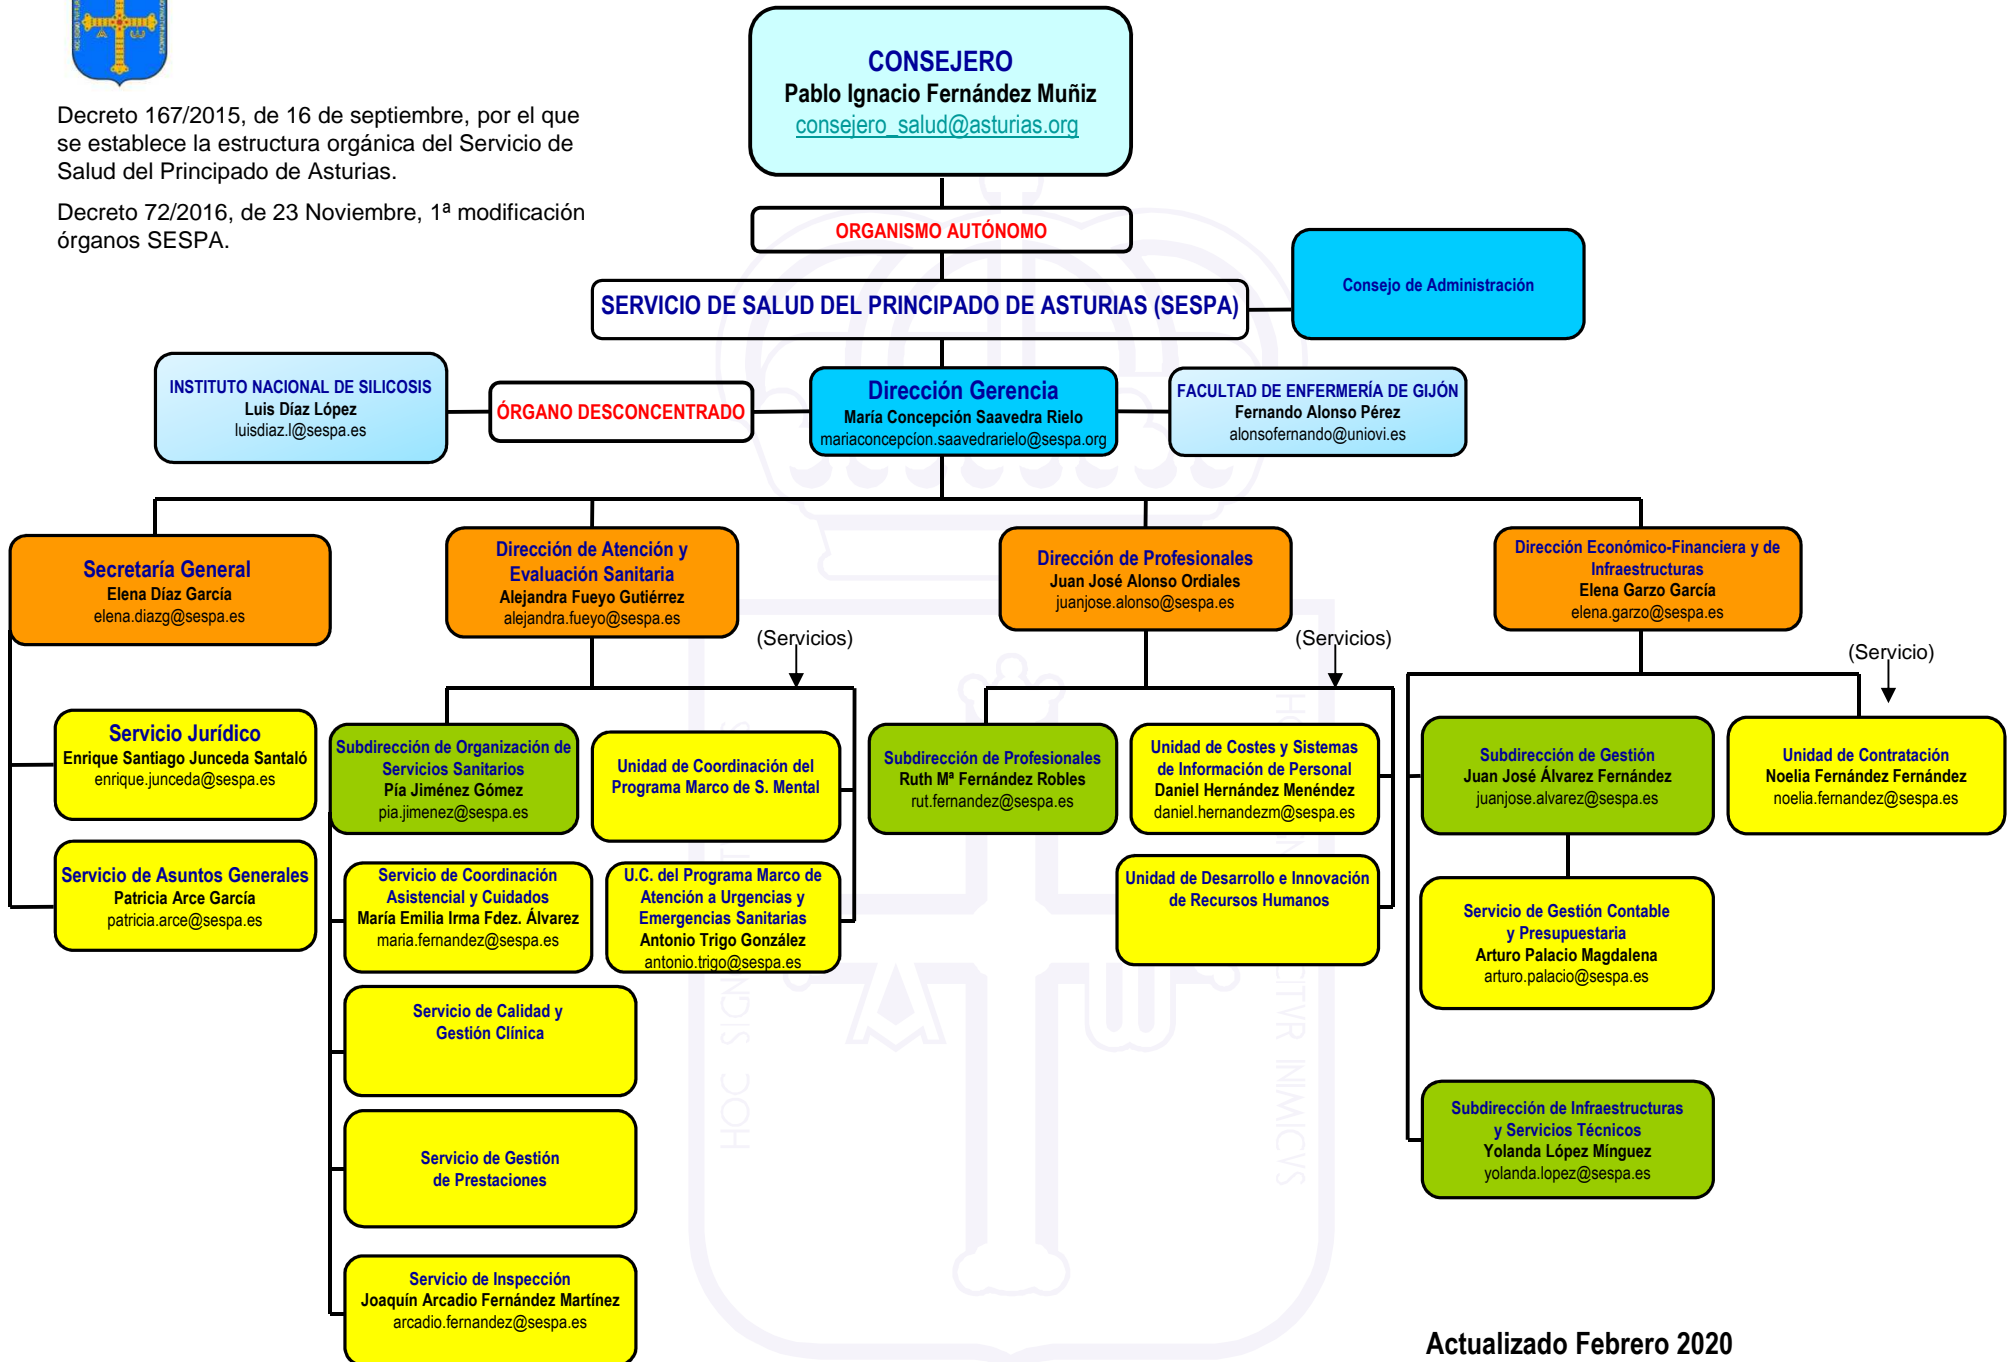 Decreto 167/2015, de 16 de septiembre, por el que
se establece la estructura orgánica del Servicio de
Salud del Principado de Asturias.
Decreto 72/2016, de 23 Noviembre, 1ª modificación
órganos SESPA.
CONSEJERO
Pablo Ignacio Fernández Muñiz
consejero_salud@asturias.org
ORGANISMO AUTÓNOMO
SERVICIO DE SALUD DEL PRINCIPADO DE ASTURIAS (SESPA)
Consejo de Administración
INSTITUTO NACIONAL DE SILICOSIS
Luis Díaz López
luisdiaz.l@sespa.es
ÓRGANO DESCONCENTRADO
Dirección Gerencia
María Concepción Saavedra Rielo
mariaconcepcíon.saavedrarielo@sespa.org
FACULTAD DE ENFERMERÍA DE GIJÓN
Fernando Alonso Pérez
alonsofernando@uniovi.es
Secretaría General
Elena Díaz García
elena.diazg@sespa.es
Dirección de Atención y
Evaluación Sanitaria
Alejandra Fueyo Gutiérrez
alejandra.fueyo@sespa.es
Dirección de Profesionales
Juan José Alonso Ordiales
juanjose.alonso@sespa.es
Dirección Económico-Financiera y de
Infraestructuras
Elena Garzo García
elena.garzo@sespa.es
(Servicios)
(Servicios)
(Servicio)
Servicio Jurídico
Enrique Santiago Junceda Santaló
enrique.junceda@sespa.es
Servicio de Asuntos Generales
Patricia Arce García
patricia.arce@sespa.es
Subdirección de Organización de
Servicios Sanitarios
Pía Jiménez Gómez
pia.jimenez@sespa.es
Unidad de Coordinación del
Programa Marco de S. Mental
Servicio de Coordinación
Asistencial y Cuidados
María Emilia Irma Fdez. Álvarez
maria.fernandez@sespa.es
U.C. del Programa Marco de
Atención a Urgencias y
Emergencias Sanitarias
Antonio Trigo González
antonio.trigo@sespa.es
Servicio de Calidad y
Gestión Clínica
Servicio de Gestión
de Prestaciones
Servicio de Inspección
Joaquín Arcadio Fernández Martínez
arcadio.fernandez@sespa.es
Subdirección de Profesionales
Ruth Mª Fernández Robles
rut.fernandez@sespa.es
Unidad de Costes y Sistemas
de Información de Personal
Daniel Hernández Menéndez
daniel.hernandezm@sespa.es
Unidad de Desarrollo e Innovación
de Recursos Humanos
Subdirección de Gestión
Juan José Álvarez Fernández
juanjose.alvarez@sespa.es
Unidad de Contratación
Noelia Fernández Fernández
noelia.fernandez@sespa.es
Servicio de Gestión Contable
y Presupuestaria
Arturo Palacio Magdalena
arturo.palacio@sespa.es
Subdirección de Infraestructuras
y Servicios Técnicos
Yolanda López Mínguez
yolanda.lopez@sespa.es
Actualizado Febrero 2020